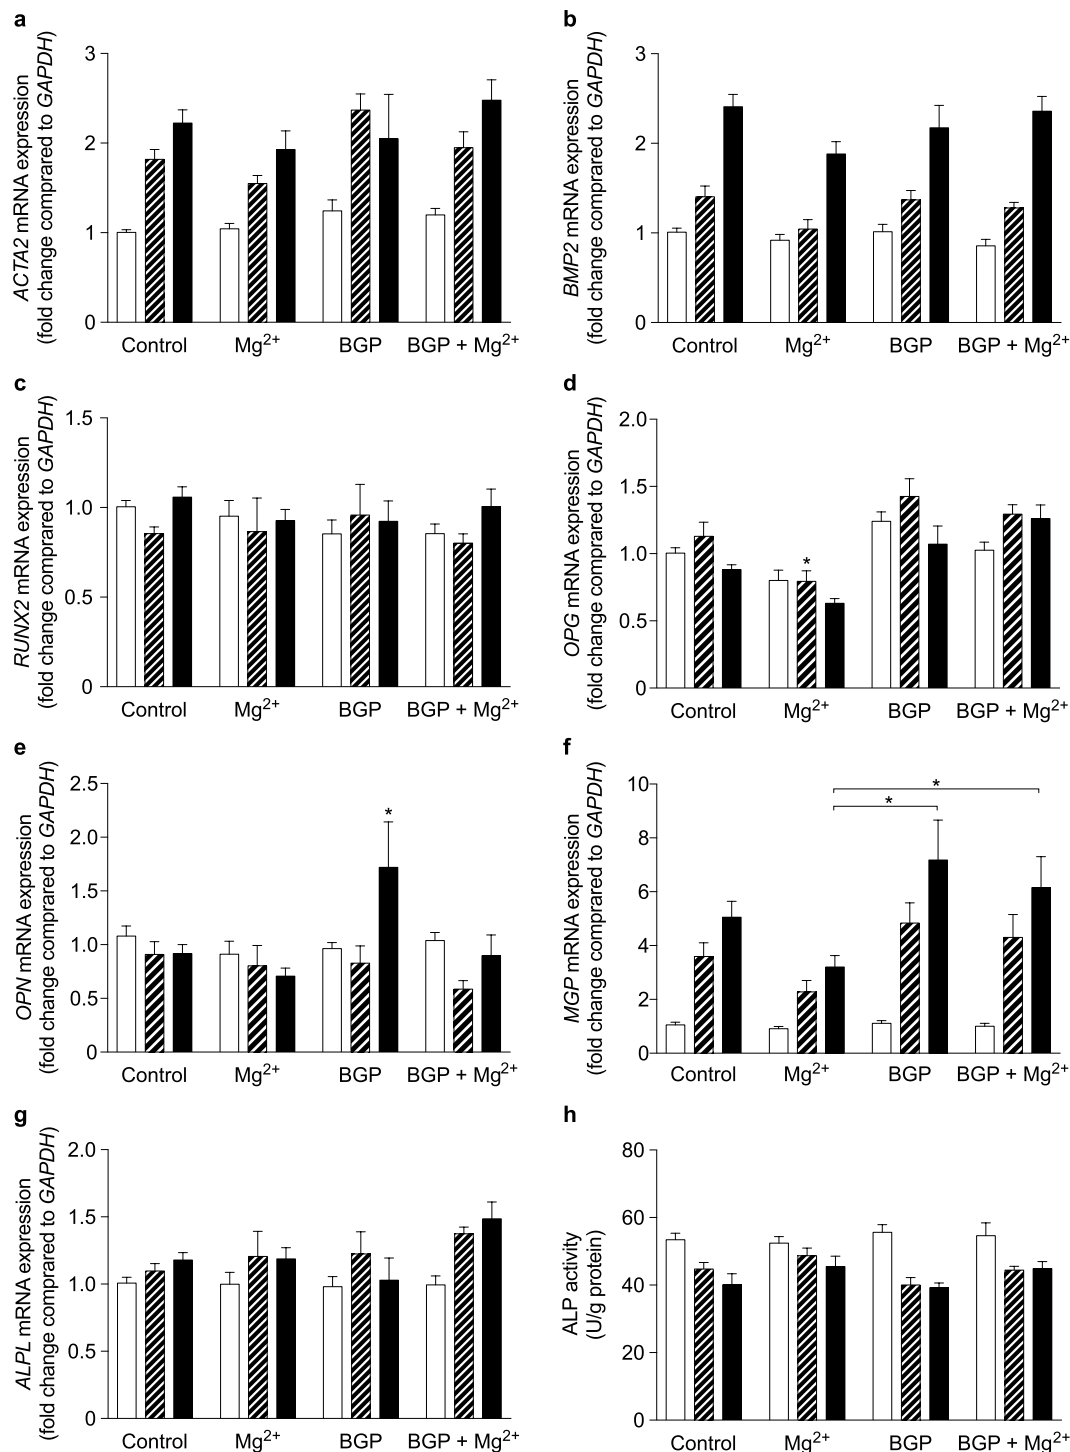 a
ACTA2 mRNA expression
(fold change comprared to GAPDH)
3
2
1
0
Control Mg²⁺ BGP BGP + Mg²⁺
b
BMP2 mRNA expression
(fold change comprared to GAPDH)
3
2
1
0
Control Mg²⁺ BGP BGP + Mg²⁺
c
RUNX2 mRNA expression
(fold change comprared to GAPDH)
1.5
1.0
0.5
0
Control Mg²⁺ BGP BGP + Mg²⁺
d
OPG mRNA expression
(fold change comprared to GAPDH)
2.0
1.5
1.0
0.5
0
*
Control Mg²⁺ BGP BGP + Mg²⁺
e
OPN mRNA expression
(fold change comprared to GAPDH)
2.5
2.0
1.5
1.0
0.5
0
*
Control Mg²⁺ BGP BGP + Mg²⁺
f
MGP mRNA expression
(fold change comprared to GAPDH)
10
8
6
4
2
0
*
*
Control Mg²⁺ BGP BGP + Mg²⁺
g
ALPL mRNA expression
(fold change comprared to GAPDH)
2.0
1.5
1.0
0.5
0
Control Mg²⁺ BGP BGP + Mg²⁺
h
ALP activity
(U/g protein)
80
60
40
20
0
Control Mg²⁺ BGP BGP + Mg²⁺